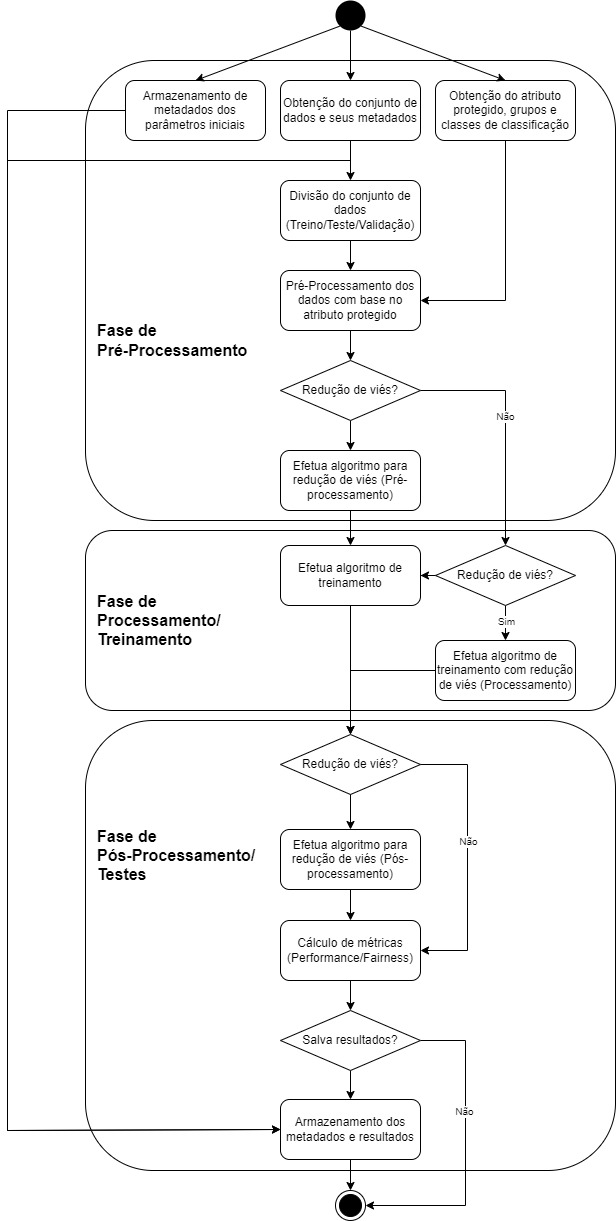 Armazenamento de
metadados dos
parâmetros iniciais
Obtenção do conjunto de
dados e seus metadados
Obtenção do atributo
protegido, grupos e
classes de classificação
Divisão do conjunto de
dados
(Treino/Teste/Validação)
Pré-Processamento dos
dados com base no
atributo protegido
Fase de
Pré-Processamento
Redução de viés?
Não
Efetua algoritmo para
redução de viés (Pré-
processamento)
Fase de
Processamento/
Treinamento
Efetua algoritmo de
treinamento
Redução de viés?
Sim
Efetua algoritmo de
treinamento com redução
de viés (Processamento)
Redução de viés?
Não
Fase de
Pós-Processamento/
Testes
Efetua algoritmo para
redução de viés (Pós-
processamento)
Cálculo de métricas
(Performance/Fairness)
Salva resultados?
Não
Armazenamento dos
metadados e resultados